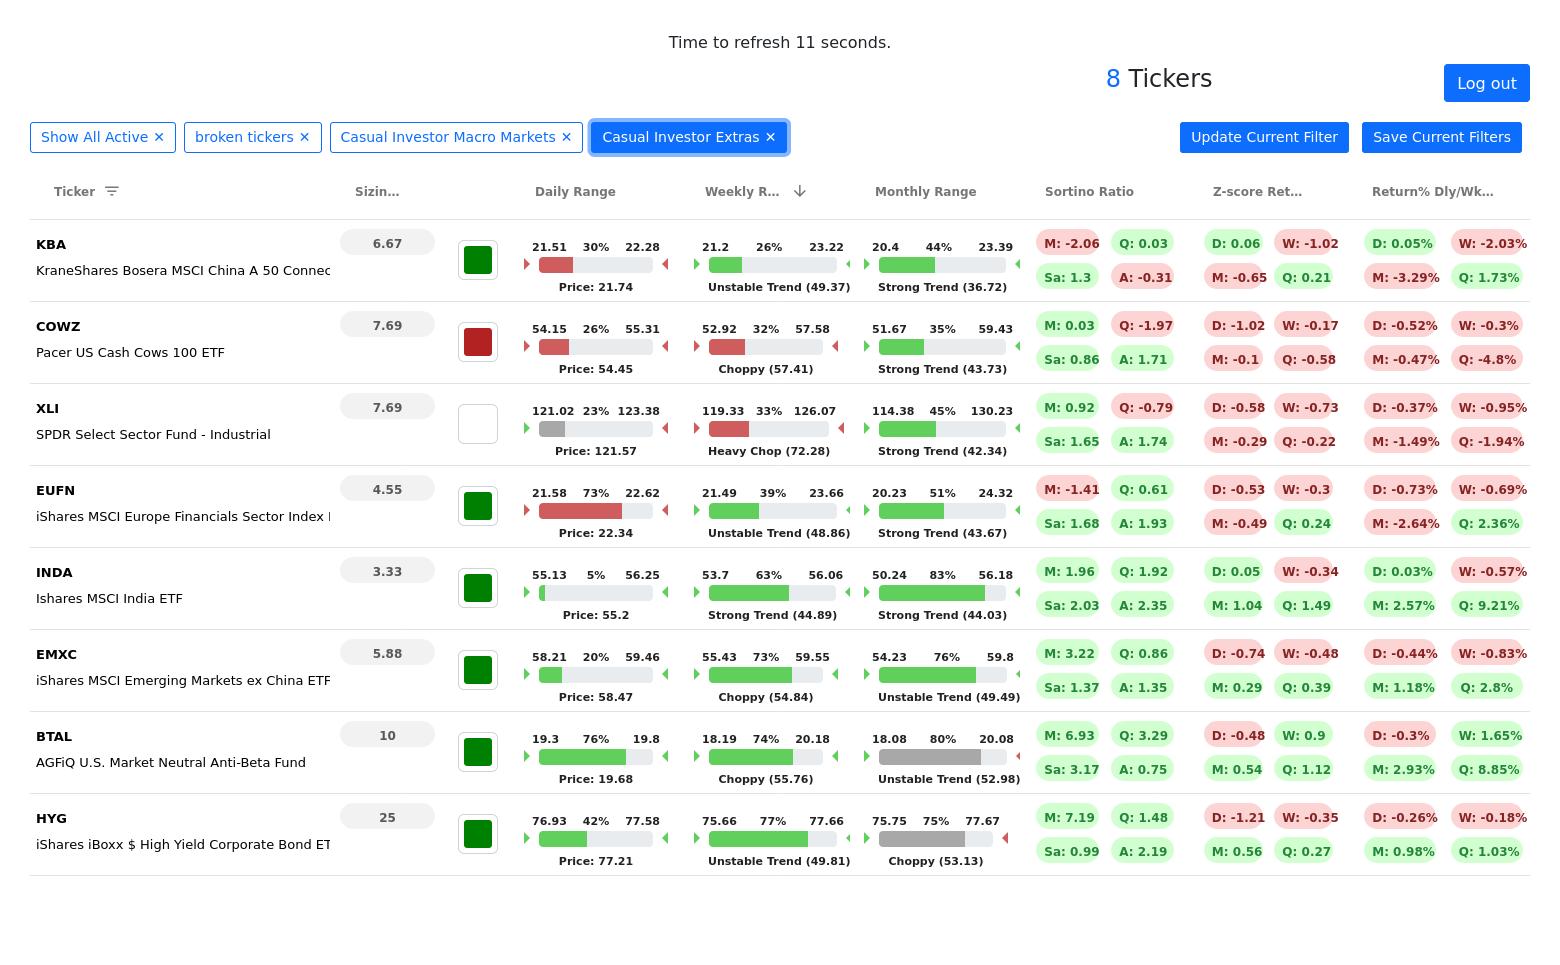 Time to refresh 11 seconds.
8 Tickers
Log out
Show All Active ✕ broken tickers ✕ Casual Investor Macro Markets ✕ Casual Investor Extras ✕ Update Current Filter Save Current Filters
Ticker Sizin... Daily Range Weekly R... Monthly Range Sortino Ratio Z-score Ret... Return% Dly/Wk...
KBA 6.67 21.51 30% 22.28 21.2 26% 23.22 20.4 44% 23.39 M: -2.06 Q: 0.03 D: 0.06 W: -1.02 D: 0.05% W: -2.03%
KraneShares Bosera MSCI China A 50 Connec Sa: 1.3 A: -0.31 M: -0.65 Q: 0.21 M: -3.29% Q: 1.73%
Price: 21.74 Unstable Trend (49.37) Strong Trend (36.72)
COWZ 7.69 54.15 26% 55.31 52.92 32% 57.58 51.67 35% 59.43 M: 0.03 Q: -1.97 D: -1.02 W: -0.17 D: -0.52% W: -0.3%
Pacer US Cash Cows 100 ETF Sa: 0.86 A: 1.71 M: -0.1 Q: -0.58 M: -0.47% Q: -4.8%
Price: 54.45 Choppy (57.41) Strong Trend (43.73)
XLI 7.69 121.02 23% 123.38 119.33 33% 126.07 114.38 45% 130.23 M: 0.92 Q: -0.79 D: -0.58 W: -0.73 D: -0.37% W: -0.95%
SPDR Select Sector Fund - Industrial Sa: 1.65 A: 1.74 M: -0.29 Q: -0.22 M: -1.49% Q: -1.94%
Price: 121.57 Heavy Chop (72.28) Strong Trend (42.34)
EUFN 4.55 21.58 73% 22.62 21.49 39% 23.66 20.23 51% 24.32 M: -1.41 Q: 0.61 D: -0.53 W: -0.3 D: -0.73% W: -0.69%
iShares MSCI Europe Financials Sector Index Sa: 1.68 A: 1.93 M: -0.49 Q: 0.24 M: -2.64% Q: 2.36%
Price: 22.34 Unstable Trend (48.86) Strong Trend (43.67)
INDA 3.33 55.13 5% 56.25 53.7 63% 56.06 50.24 83% 56.18 M: 1.96 Q: 1.92 D: 0.05 W: -0.34 D: 0.03% W: -0.57%
Ishares MSCI India ETF Sa: 2.03 A: 2.35 M: 1.04 Q: 1.49 M: 2.57% Q: 9.21%
Price: 55.2 Strong Trend (44.89) Strong Trend (44.03)
EMXC 5.88 58.21 20% 59.46 55.43 73% 59.55 54.23 76% 59.8 M: 3.22 Q: 0.86 D: -0.74 W: -0.48 D: -0.44% W: -0.83%
iShares MSCI Emerging Markets ex China ETF Sa: 1.37 A: 1.35 M: 0.29 Q: 0.39 M: 1.18% Q: 2.8%
Price: 58.47 Choppy (54.84) Unstable Trend (49.49)
BTAL 10 19.3 76% 19.8 18.19 74% 20.18 18.08 80% 20.08 M: 6.93 Q: 3.29 D: -0.48 W: 0.9 D: -0.3% W: 1.65%
AGFiQ U.S. Market Neutral Anti-Beta Fund Sa: 3.17 A: 0.75 M: 0.54 Q: 1.12 M: 2.93% Q: 8.85%
Price: 19.68 Choppy (55.76) Unstable Trend (52.98)
HYG 25 76.93 42% 77.58 75.66 77% 77.66 75.75 75% 77.67 M: 7.19 Q: 1.48 D: -1.21 W: -0.35 D: -0.26% W: -0.18%
iShares iBoxx $ High Yield Corporate Bond ET Sa: 0.99 A: 2.19 M: 0.56 Q: 0.27 M: 0.98% Q: 1.03%
Price: 77.21 Unstable Trend (49.81) Choppy (53.13)